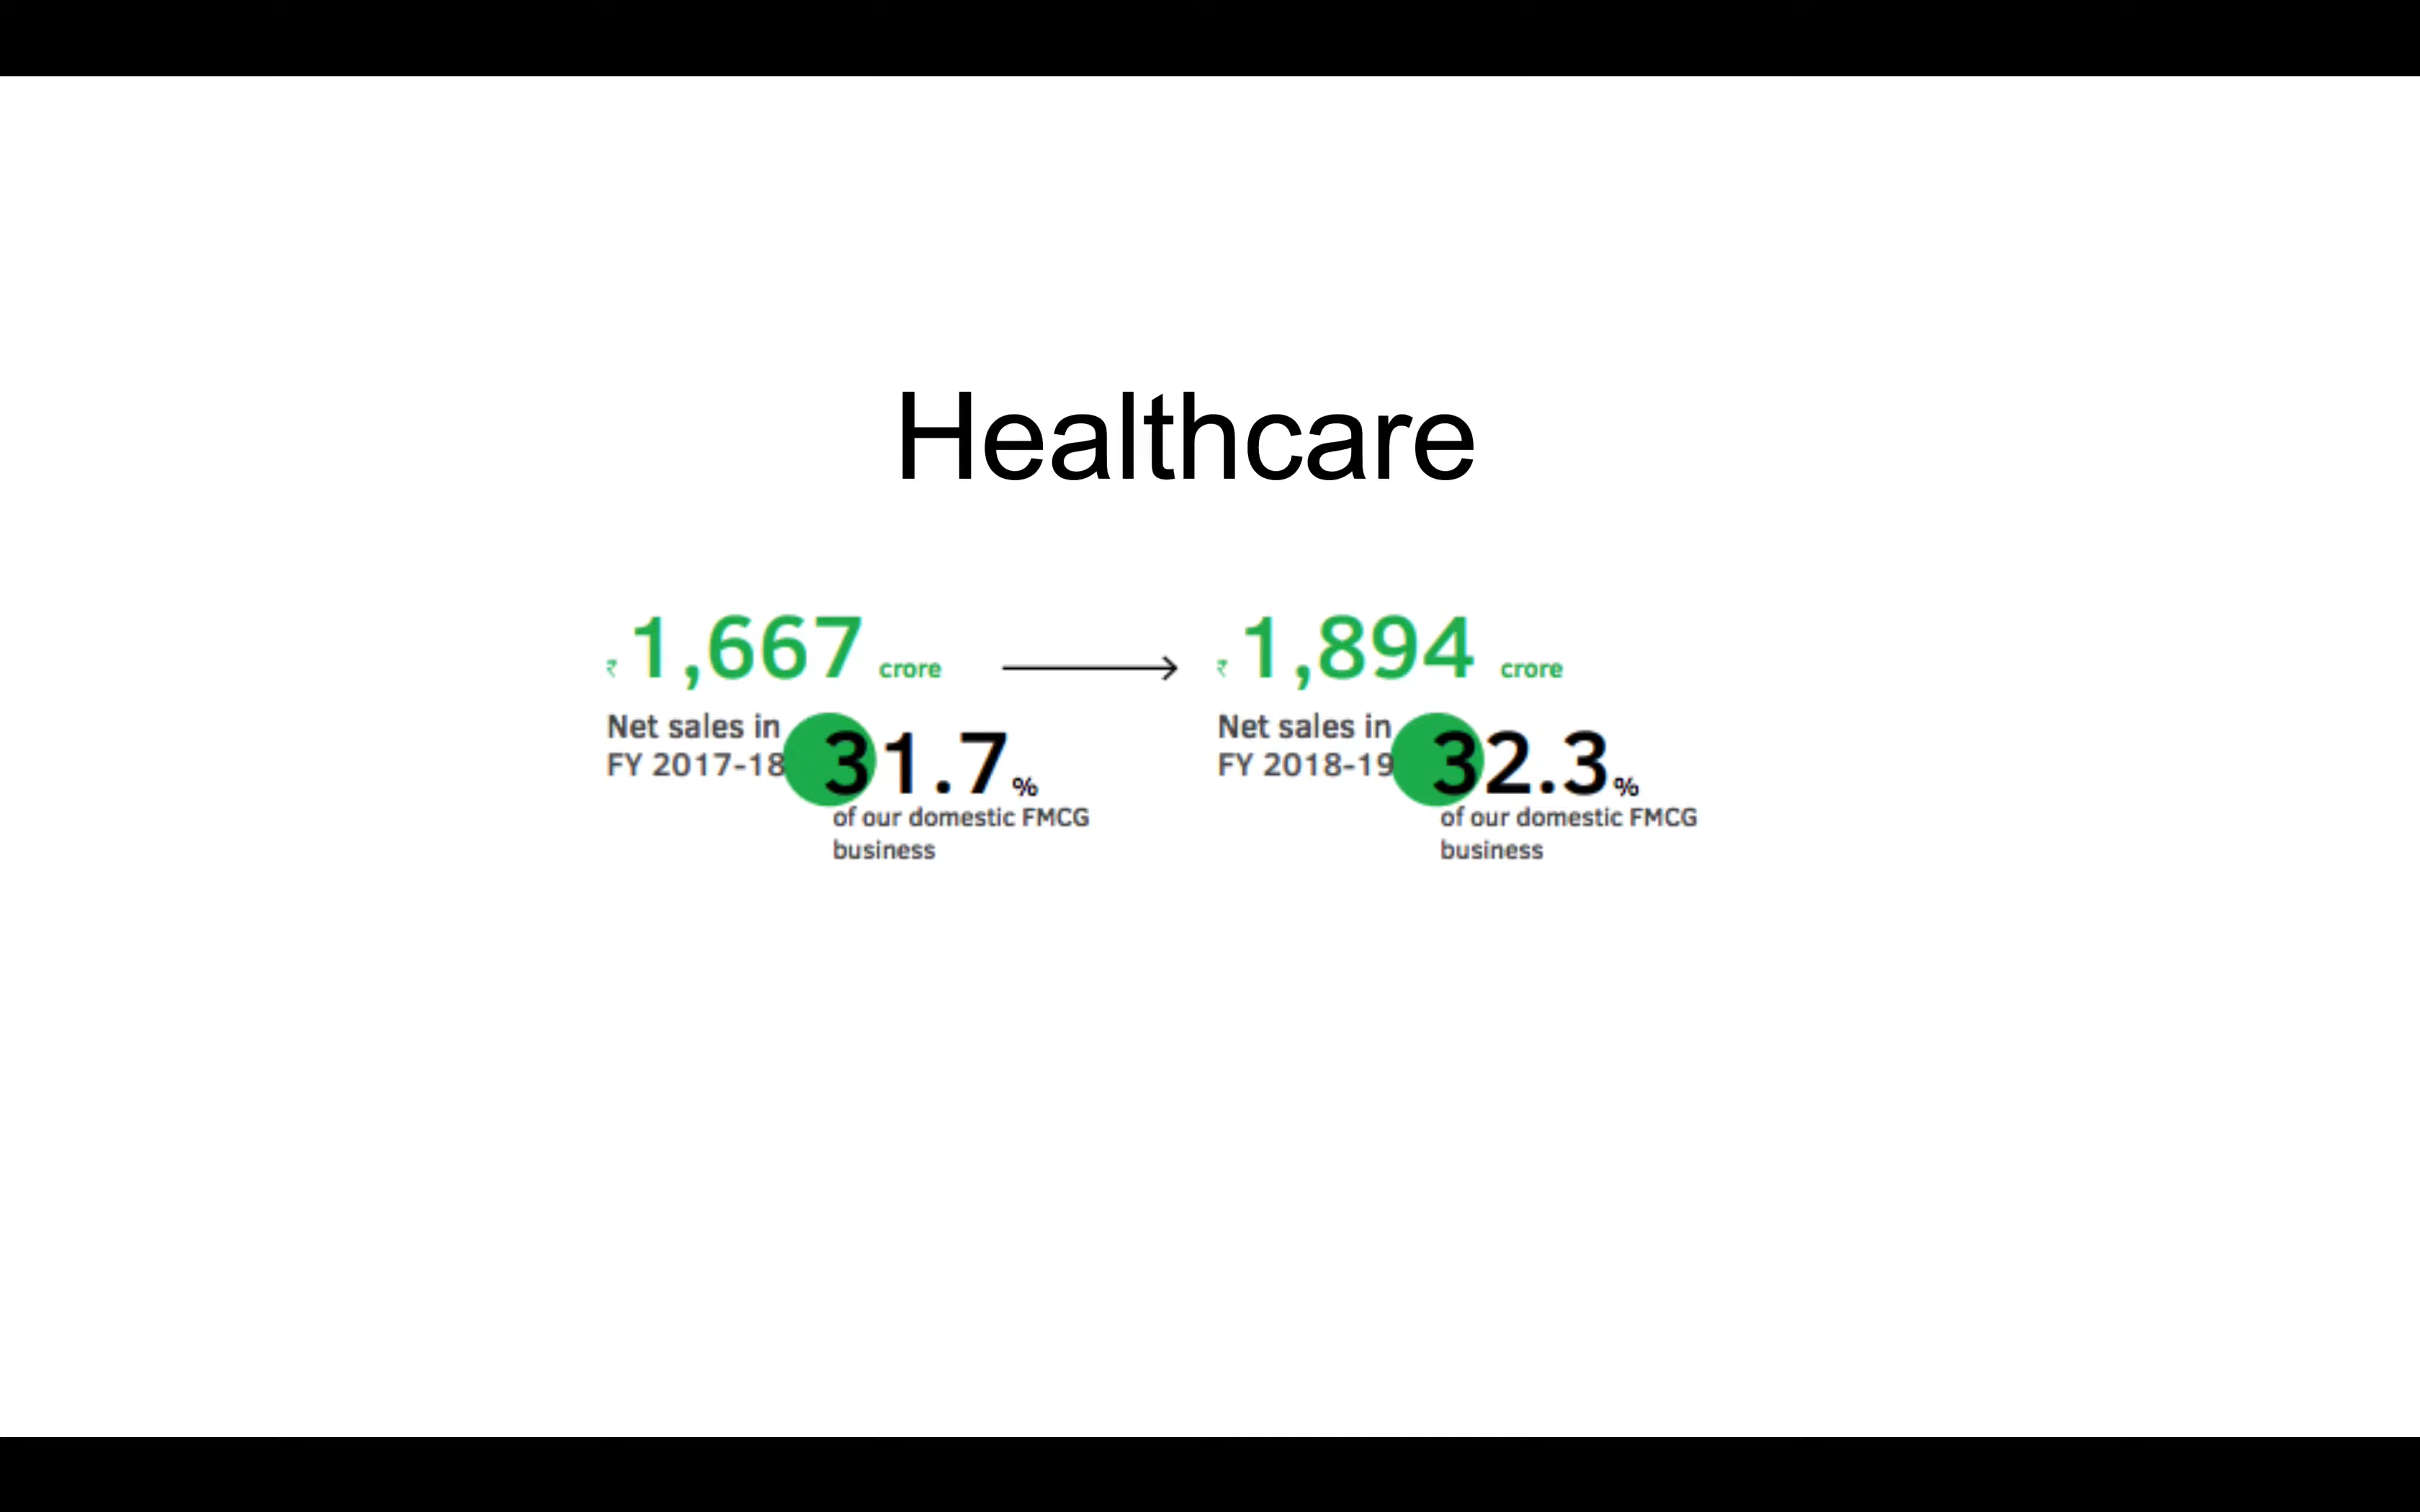 Healthcare
₹ 1,667 crore
Net sales in
FY 2017-18
31.7%
of our domestic FMCG
business
₹ 1,894 crore
Net sales in
FY 2018-19
32.3%
of our domestic FMCG
business